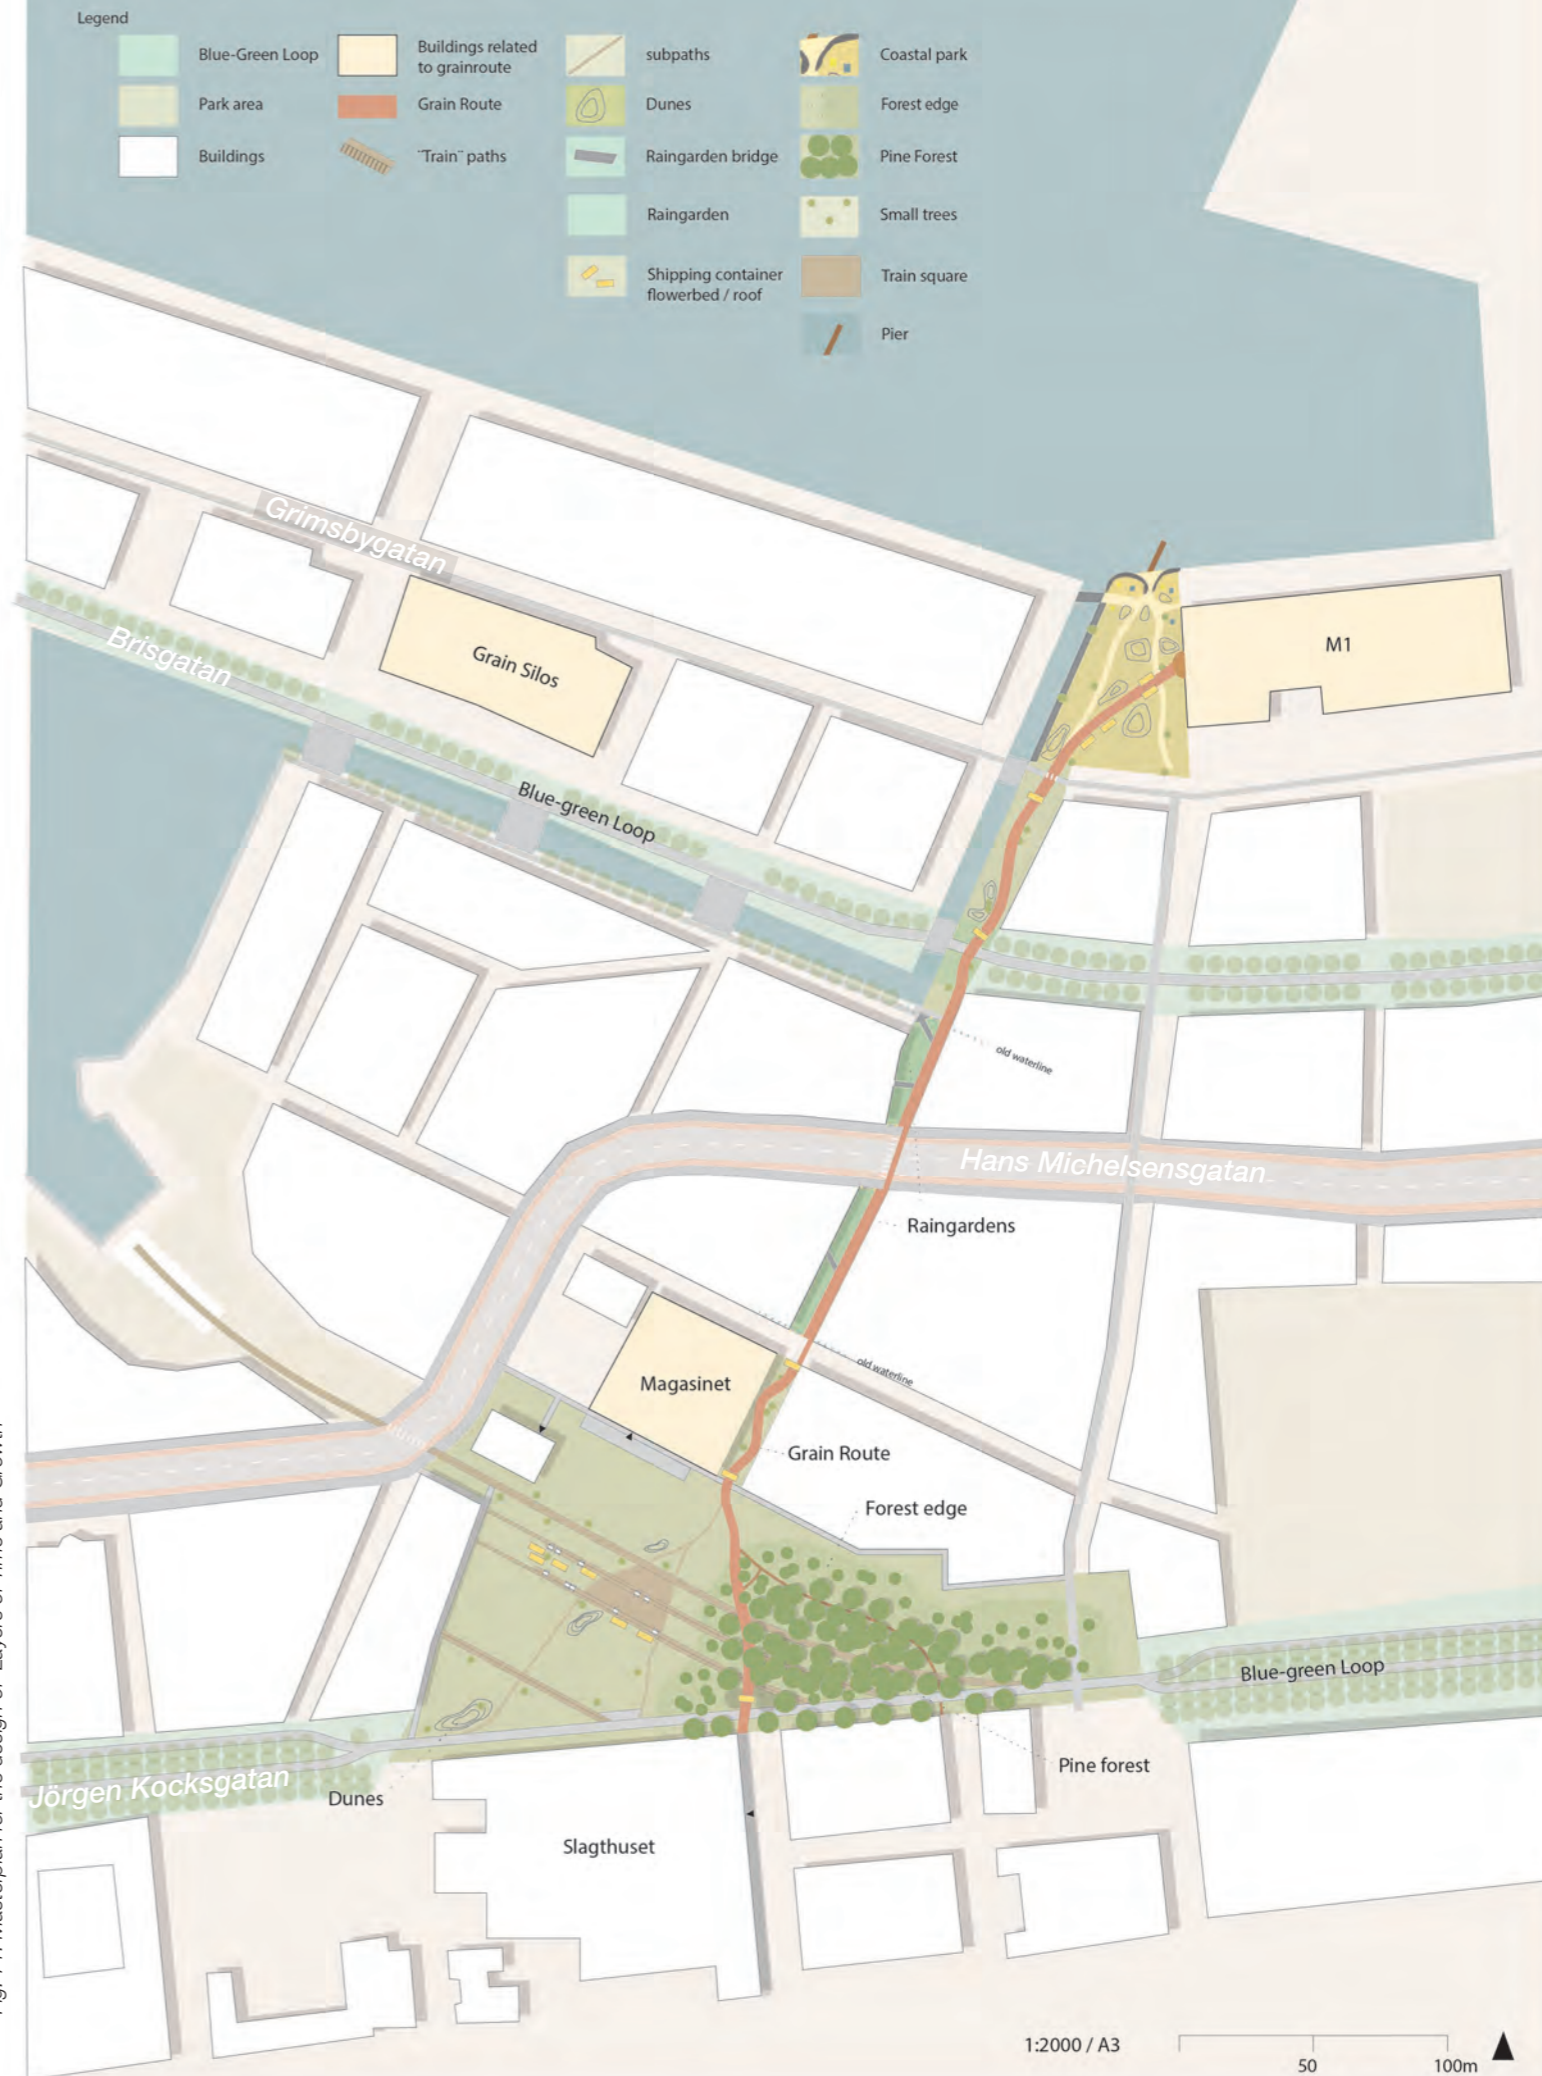 Legend
Blue-Green Loop
Park area
Buildings
Buildings related
to grainroute
Grain Route
"Train" paths
subpaths
Dunes
Raingarden bridge
Raingarden
Shipping container
flowerbed / roof
Coastal park
Forest edge
Pine Forest
Small trees
Train square
Pier
Grimsbygatan
Brisgatan
Grain Silos
M1
Blue-green Loop
old waterline
Hans Michelsensgatan
Raingardens
old waterline
Magasinet
Grain Route
Forest edge
Blue-green Loop
Pine forest
Jörgen Kocksgatan
Dunes
Slagthuset
1:2000 / A3
50
100m